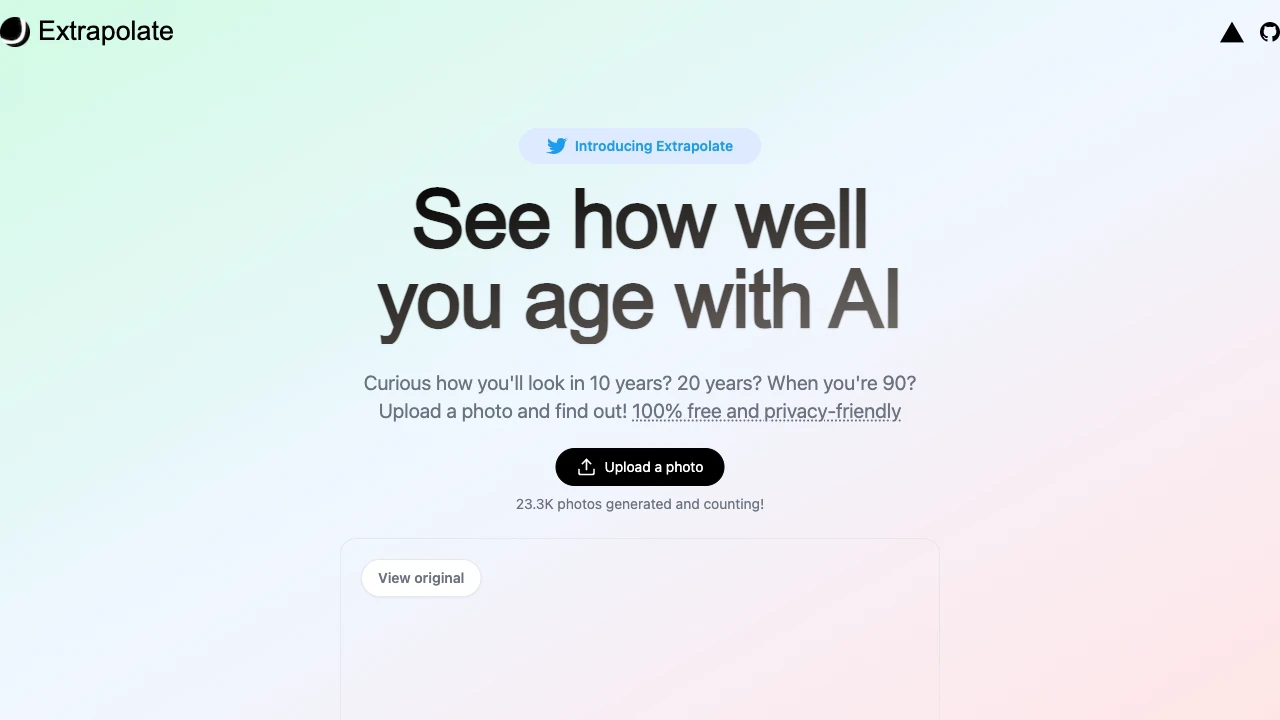 Extrapolate
Introducing Extrapolate
See how well
you age with AI
Curious how you'll look in 10 years? 20 years? When you're 90?
Upload a photo and find out! 100% free and privacy-friendly
Upload a photo
23.3K photos generated and counting!
View original